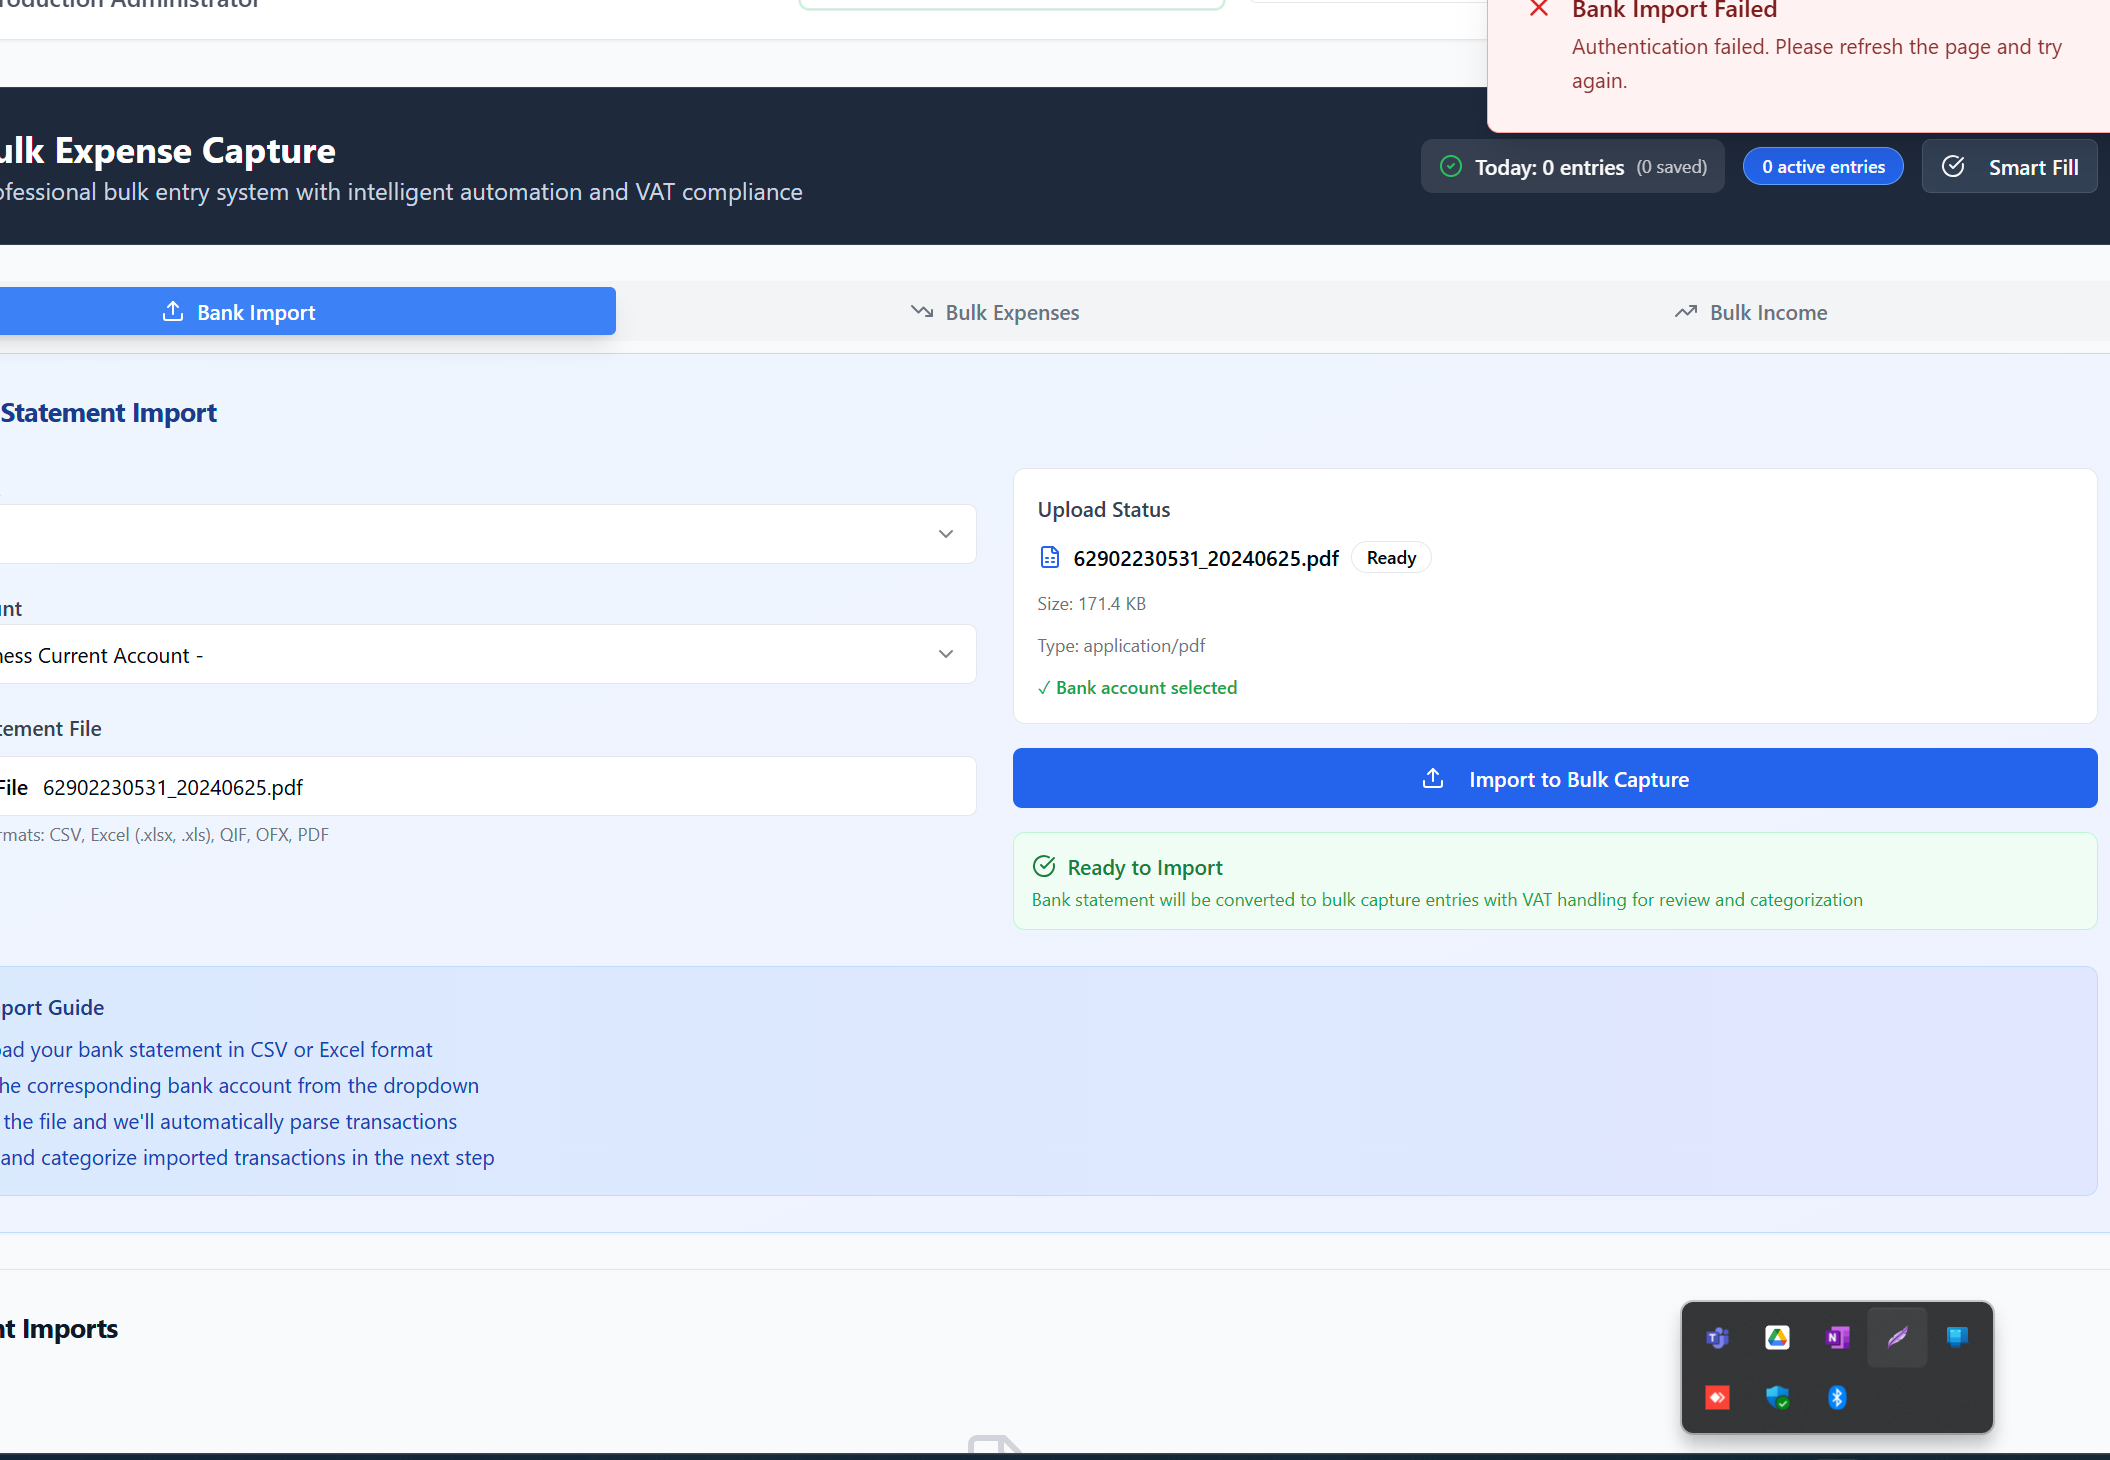 Bank Import Failed
Authentication failed. Please refresh the page and try
again.
ulk Expense Capture
ofessional bulk entry system with intelligent automation and VAT compliance
Today: 0 entries (0 saved)
0 active entries
Smart Fill
Bank Import
Bulk Expenses
Bulk Income
Statement Import
Upload Status
62902230531_20240625.pdf Ready
Size: 171.4 KB
Type: application/pdf
✓ Bank account selected
nt
ness Current Account -
tement File
File 62902230531_20240625.pdf
rmats: CSV, Excel (.xlsx, .xls), QIF, OFX, PDF
Import to Bulk Capture
Ready to Import
Bank statement will be converted to bulk capture entries with VAT handling for review and categorization
port Guide
ad your bank statement in CSV or Excel format
he corresponding bank account from the dropdown
the file and we'll automatically parse transactions
and categorize imported transactions in the next step
nt Imports